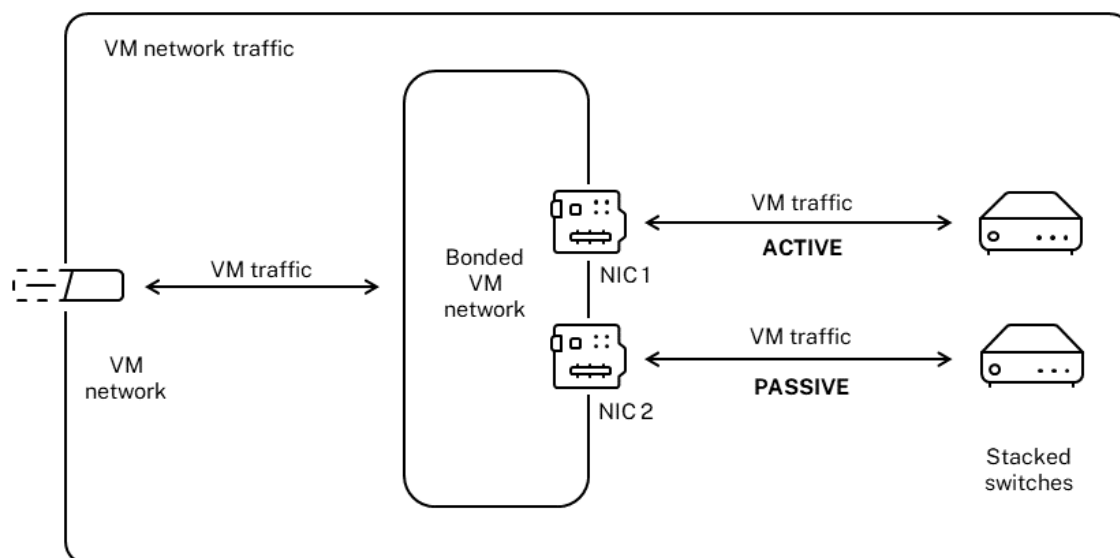 VM network traffic
VM traffic
ACTIVE
NIC 1
Bonded
VM
network
VM traffic
VM
network
VM traffic
PASSIVE
NIC 2
Stacked
switches